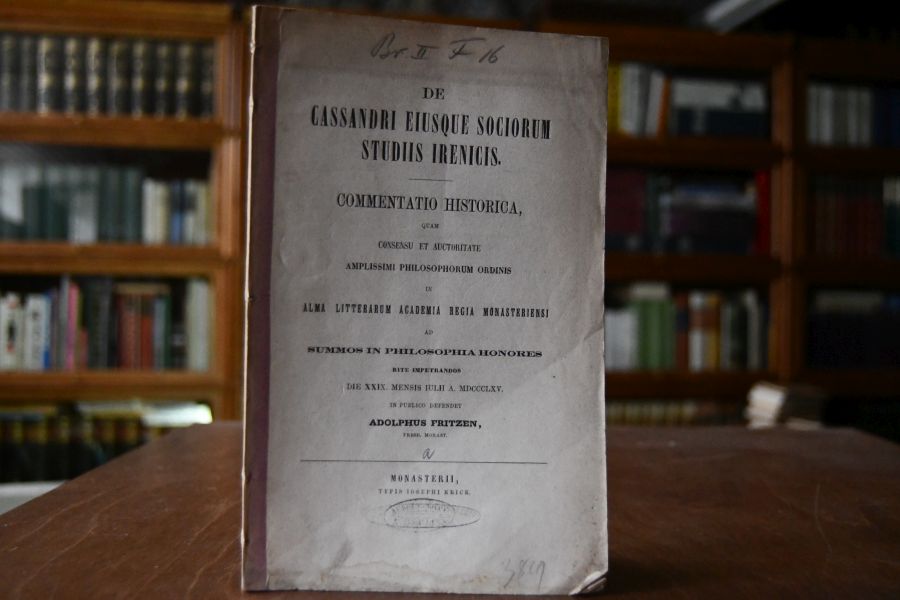 Br. II F 16
DE
CASSANDRI EIUSQUE SOCIORUM
STUDIIS IRENICIS.
COMMENTATIO HISTORICA,
QUAM
CONSENSU ET AUCTORITATE
AMPLISSIMI PHILOSOPHORUM ORDINIS
IN
ALMA LITTERARUM ACADEMIA REGIA MONASTERIENSI
AD
SUMMOS IN PHILOSOPHIA HONORES
RITE IMPETRANDOS
DIE XXIX. MENSIS IULII A. MDCCCLXV.
IN PUBLICO DEFENDET
ADOLPHUS FRITZEN,
PRESB. MONAST.
a
MONASTERII,
TYPIS IOSEPHI KRICK.